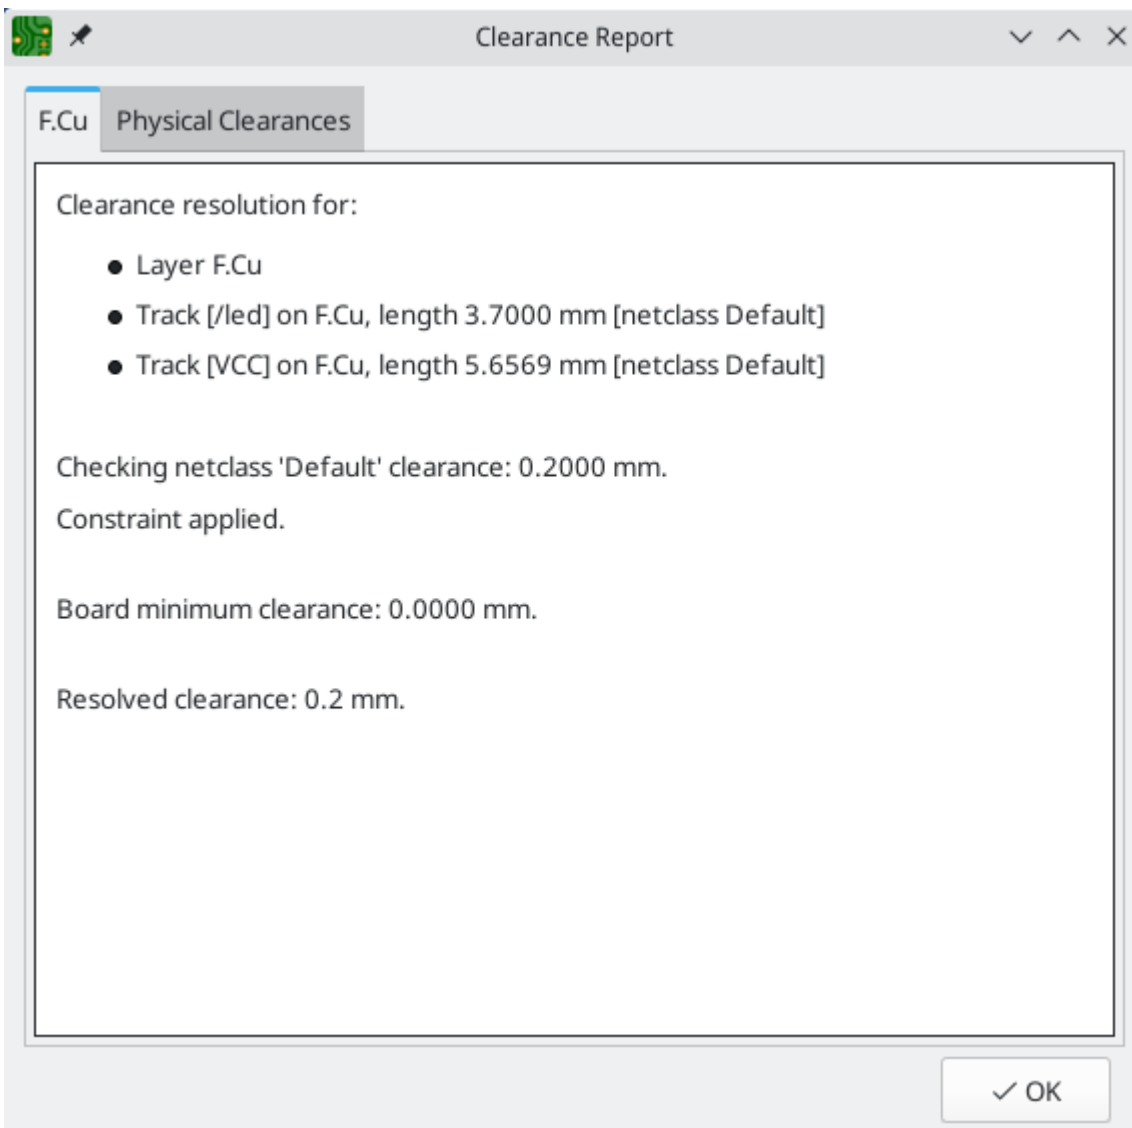 Clearance Report
F.Cu Physical Clearances
Clearance resolution for:
● Layer F.Cu
● Track [/led] on F.Cu, length 3.7000 mm [netclass Default]
● Track [VCC] on F.Cu, length 5.6569 mm [netclass Default]
Checking netclass 'Default' clearance: 0.2000 mm.
Constraint applied.
Board minimum clearance: 0.0000 mm.
Resolved clearance: 0.2 mm.
OK